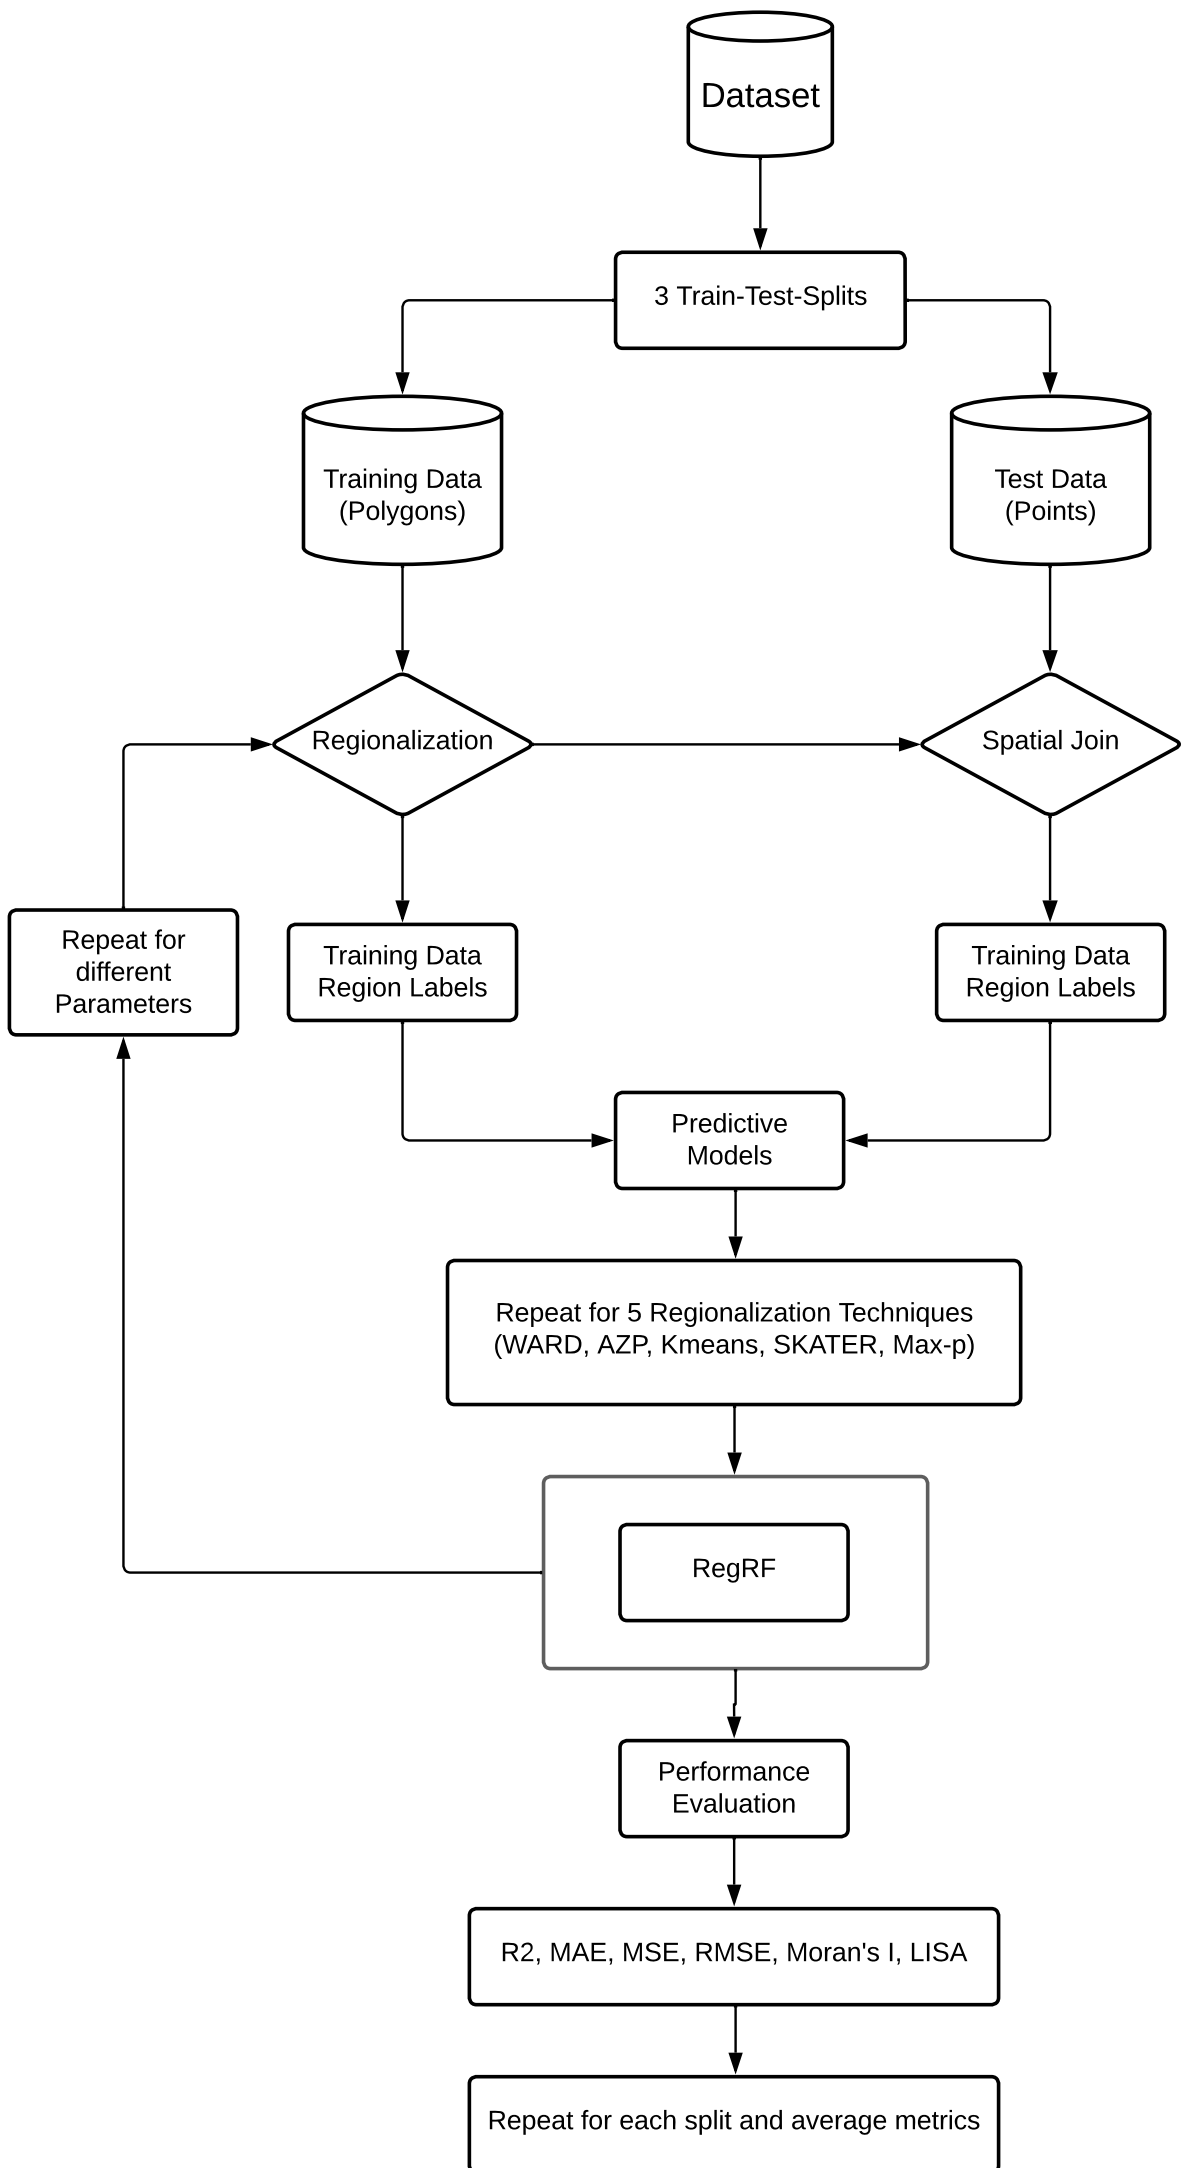 Dataset
3 Train-Test-Splits
Training Data
(Polygons)
Test Data
(Points)
Regionalization
Spatial Join
Repeat for
different
Parameters
Training Data
Region Labels
Training Data
Region Labels
Predictive
Models
Repeat for 5 Regionalization Techniques
(WARD, AZP, Kmeans, SKATER, Max-p)
RegRF
Performance
Evaluation
R2, MAE, MSE, RMSE, Moran's I, LISA
Repeat for each split and average metrics